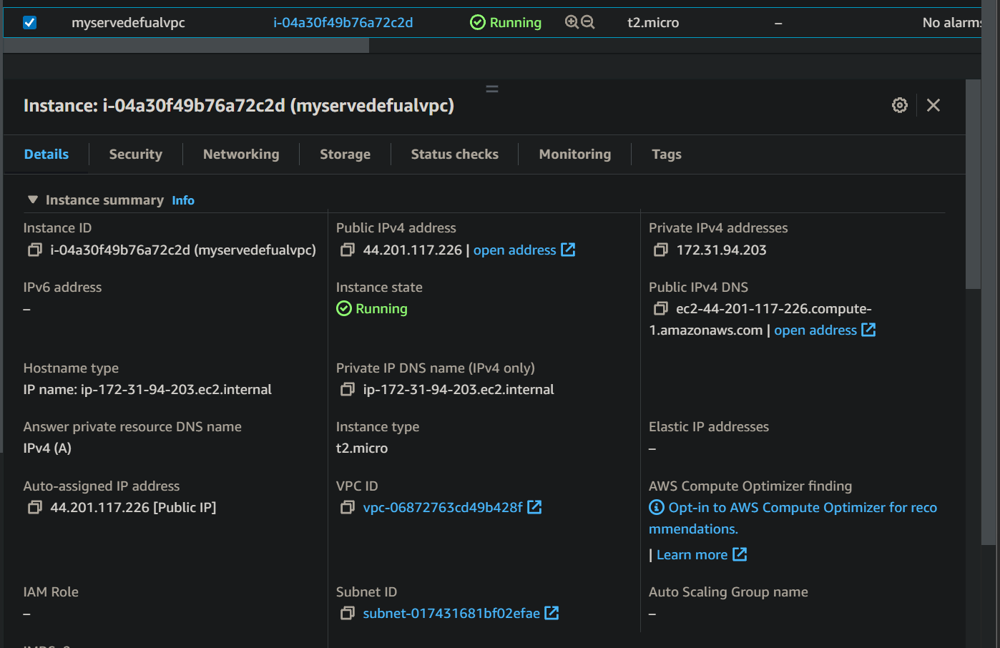 myservedefualvpc i-04a30f49b76a72c2d Running t2.micro – No alarms
Instance: i-04a30f49b76a72c2d (myservedefualvpc)
Details Security Networking Storage Status checks Monitoring Tags
Instance summary Info
Instance ID
i-04a30f49b76a72c2d (myservedefualvpc)
Public IPv4 address
44.201.117.226 | open address
Private IPv4 addresses
172.31.94.203
IPv6 address
–
Instance state
Running
Public IPv4 DNS
ec2-44-201-117-226.compute-
1.amazonaws.com | open address
Hostname type
IP name: ip-172-31-94-203.ec2.internal
Private IP DNS name (IPv4 only)
ip-172-31-94-203.ec2.internal
Answer private resource DNS name
IPv4 (A)
Instance type
t2.micro
Elastic IP addresses
–
Auto-assigned IP address
44.201.117.226 [Public IP]
VPC ID
vpc-06872763cd49b428f
AWS Compute Optimizer finding
Opt-in to AWS Compute Optimizer for reco
mmendations.
| Learn more
IAM Role
–
Subnet ID
subnet-017431681bf02efae
Auto Scaling Group name
–